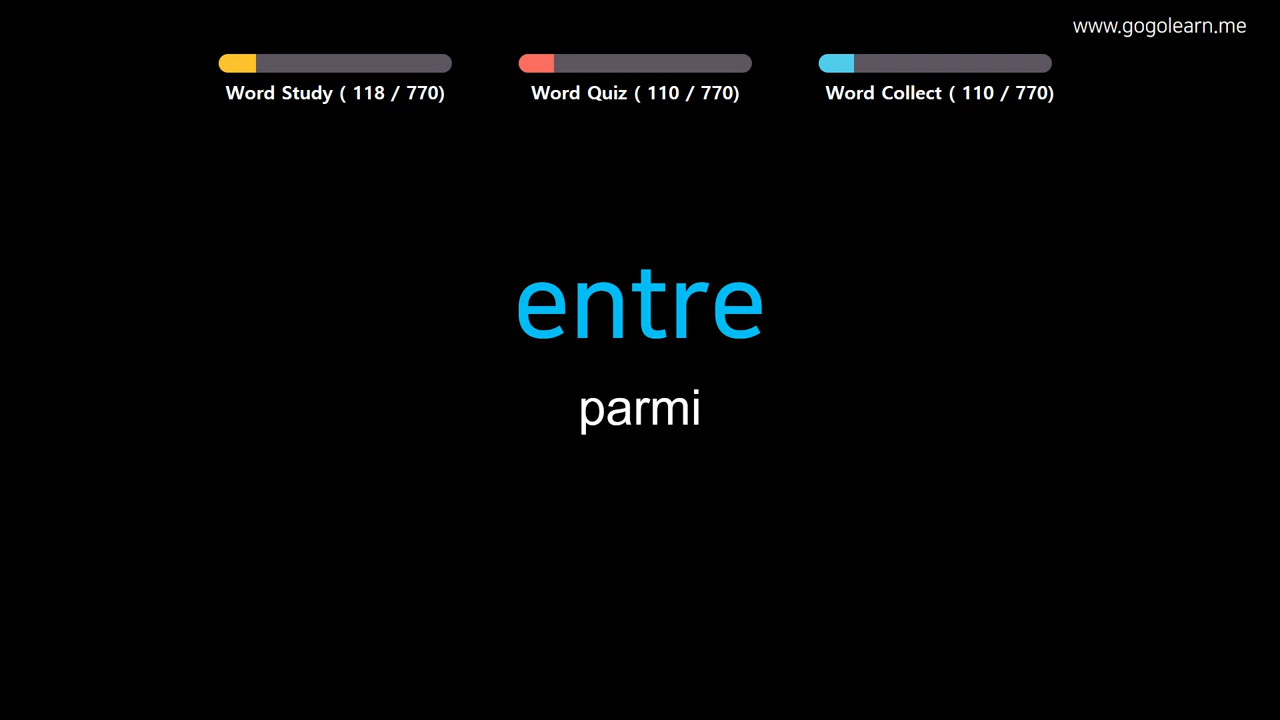 www.gogolearn.me
Word Study ( 118 / 770)
Word Quiz ( 110 / 770)
Word Collect ( 110 / 770)
entre
parmi